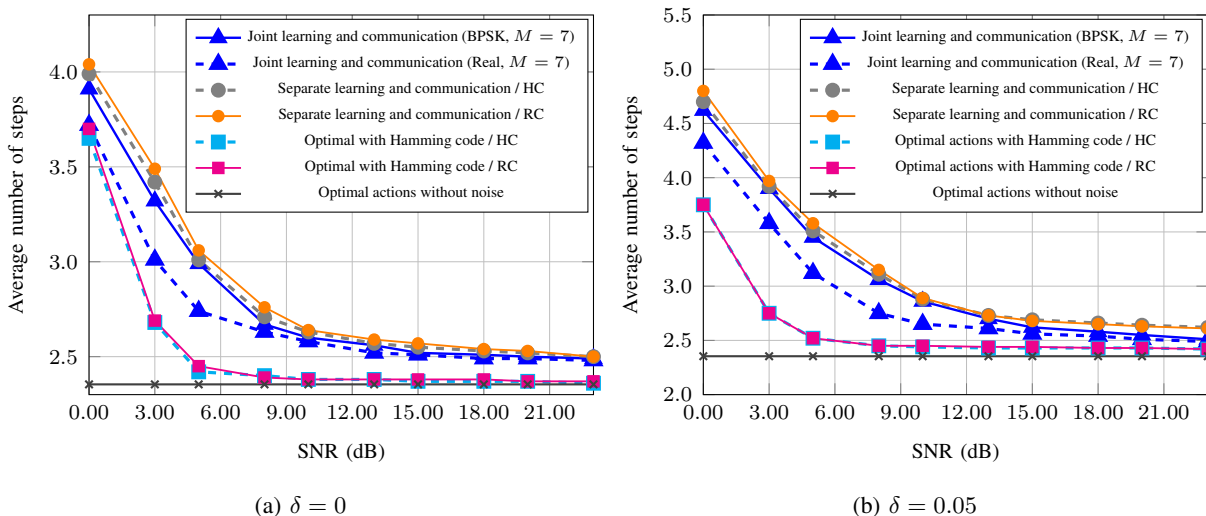 Joint learning and communication (BPSK, M = 7)
Joint learning and communication (Real, M = 7)
Separate learning and communication / HC
Separate learning and communication / RC
Optimal with Hamming code / HC
Optimal with Hamming code / RC
Optimal actions without noise
4.0
3.5
3.0
2.5
Average number of steps
0.00 3.00 6.00 9.00 12.00 15.00 18.00 21.00
SNR (dB)
(a) δ = 0
Joint learning and communication (BPSK, M = 7)
Joint learning and communication (Real, M = 7)
Separate learning and communication / HC
Separate learning and communication / RC
Optimal actions with Hamming code / HC
Optimal actions with Hamming code / RC
Optimal actions without noise
5.5
5.0
4.5
4.0
3.5
3.0
2.5
2.0
Average number of steps
0.00 3.00 6.00 9.00 12.00 15.00 18.00 21.00
SNR (dB)
(b) δ = 0.05